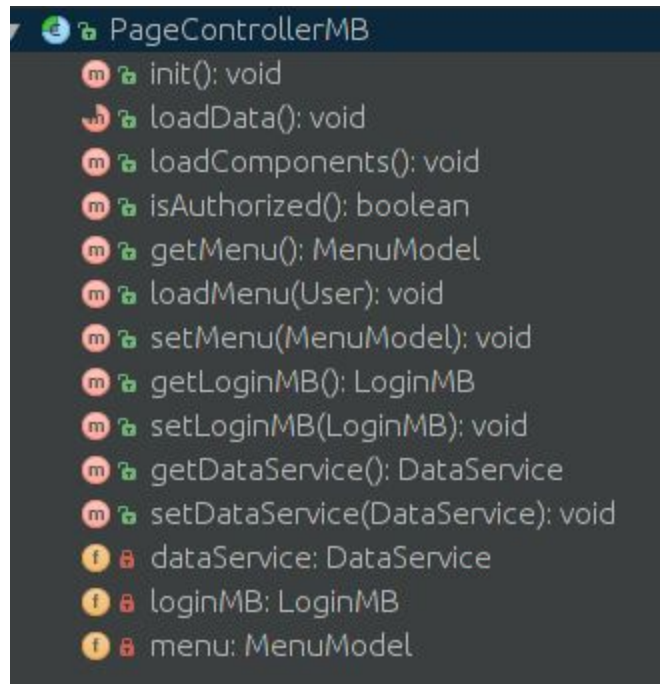 PageControllerMB
init(): void
loadData(): void
loadComponents(): void
isAuthorized(): boolean
getMenu(): MenuModel
loadMenu(User): void
setMenu(MenuModel): void
getLoginMB(): LoginMB
setLoginMB(LoginMB): void
getDataService(): DataService
setDataService(DataService): void
dataService: DataService
loginMB: LoginMB
menu: MenuModel